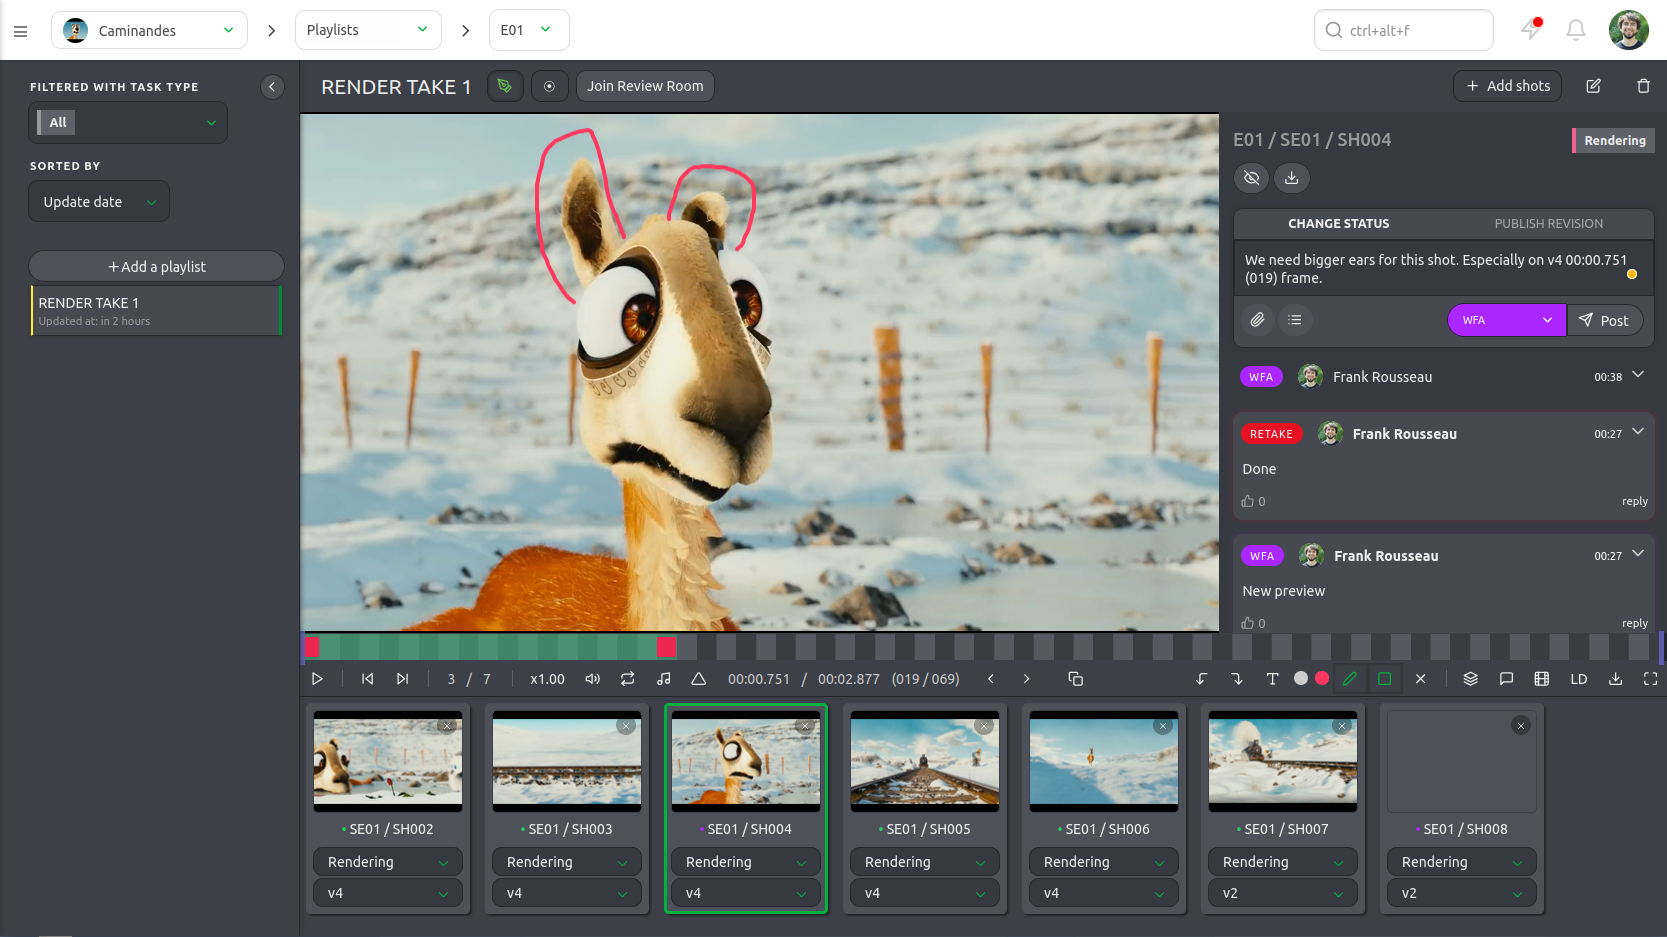 Caminandes
Playlists
E01
ctrl+alt+f
FILTERED WITH TASK TYPE
All
SORTED BY
Update date
+ Add a playlist
RENDER TAKE 1
Updated at: in 2 hours
RENDER TAKE 1
Join Review Room
+ Add shots
E01 / SE01 / SH004
Rendering
CHANGE STATUS
PUBLISH REVISION
We need bigger ears for this shot. Especially on v4 00:00.751
(019) frame.
WFA
Post
WFA Frank Rousseau 00:38
RETAKE Frank Rousseau 00:27
Done
0 reply
WFA Frank Rousseau 00:27
New preview
0 reply
3 / 7 x1.00 00:00.751 / 00:02.877 (019 / 069) T LD
SE01 / SH002
Rendering
v4
SE01 / SH003
Rendering
v4
SE01 / SH004
Rendering
v4
SE01 / SH005
Rendering
v4
SE01 / SH006
Rendering
v4
SE01 / SH007
Rendering
v2
SE01 / SH008
Rendering
v2